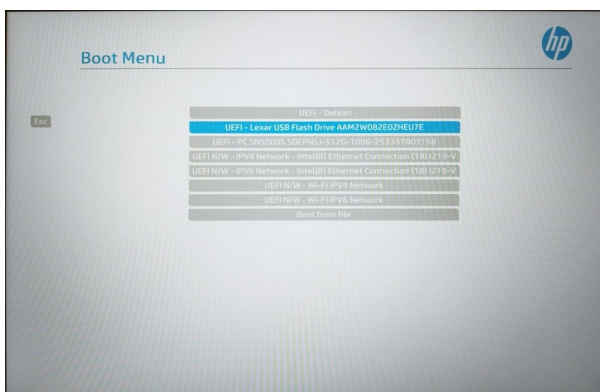 hp
Boot Menu
Esc
UEFI - Debian
UEFI - Lexar USB Flash Drive AAM2W082E0ZHEU7E
UEFI - PC SN5000S SDEPNSJ-512G-1006-25335780315B
UEFI N/W - IPV4 Network - Intel(R) Ethernet Connection (18) I219-V
UEFI N/W - IPV6 Network - Intel(R) Ethernet Connection (18) I219-V
UEFI N/W - Wi-Fi IPV4 Network
UEFI N/W - Wi-Fi IPV6 Network
Boot from file